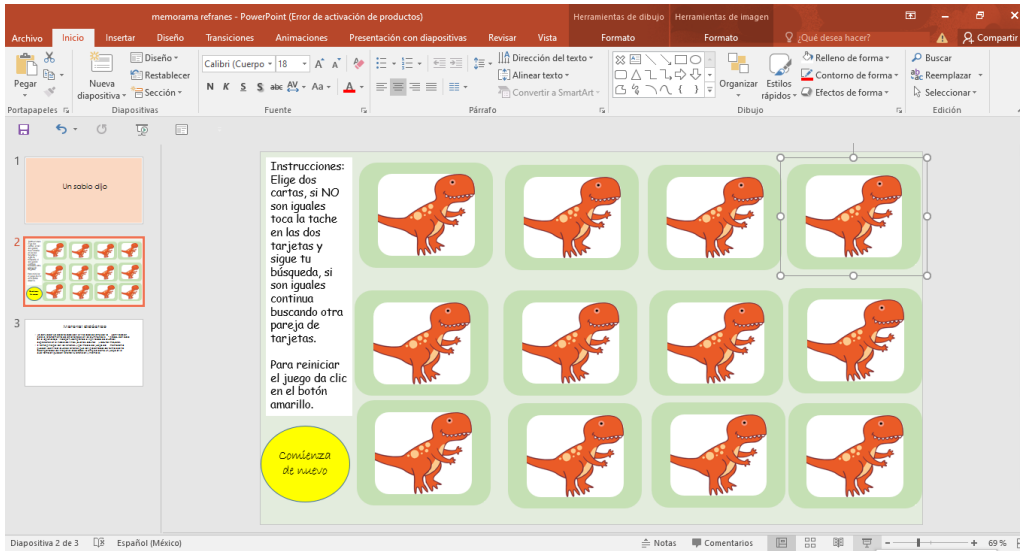 memorama refranes - PowerPoint (Error de activación de productos)
Herramientas de dibujo
Herramientas de imagen
Archivo
Inicio
Insertar
Diseño
Transiciones
Animaciones
Presentación con diapositivas
Revisar
Vista
Formato
Formato
¿Qué desea hacer?
Compartir
Pegar
Nueva
diapositiva
Diseño
Restablecer
Sección
Calibri (Cuerpo
18
N K S S abc AV Aa A
Dirección del texto
Alinear texto
Convertir a SmartArt
Organizar
Estilos
rápidos
Relleno de forma
Contorno de forma
Efectos de forma
Buscar
Reemplazar
Seleccionar
Portapapeles
Diapositivas
Fuente
Párrafo
Dibujo
Edición
1
Un sabio dijo
2
3
Instrucciones:
Elige dos
cartas, si NO
son iguales
toca la tache
en las dos
tarjetas y
sigue tu
búsqueda, si
son iguales
continua
buscando otra
pareja de
tarjetas.
Para reiniciar
el juego da clic
en el botón
amarillo.
Comienza
de nuevo
Diapositiva 2 de 3
Español (México)
Notas
Comentarios
69 %